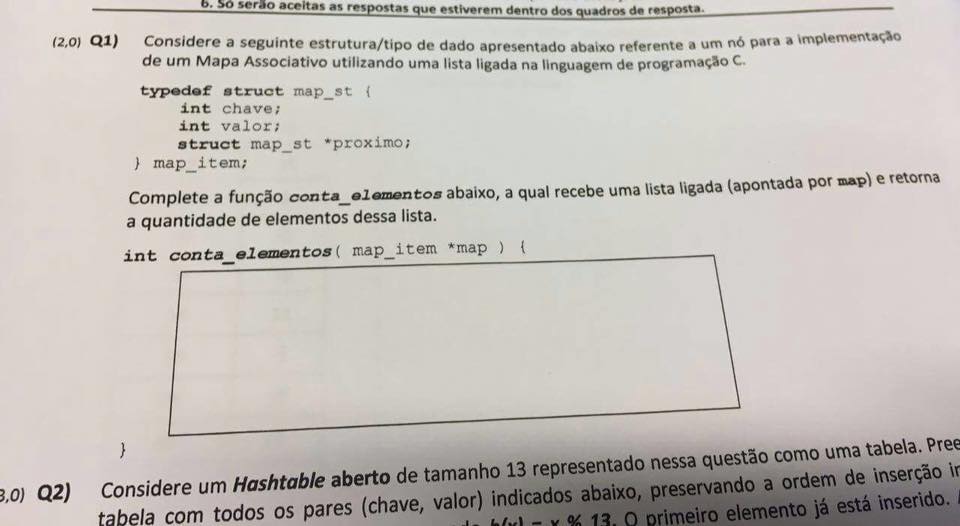 6. Só serão aceitas as respostas que estiverem dentro dos quadros de resposta.
(2,0) Q1) Considere a seguinte estrutura/tipo de dado apresentado abaixo referente a um nó para a implementação
de um Mapa Associativo utilizando uma lista ligada na linguagem de programação C.
typedef struct map_st {
int chave;
int valor;
struct map_st *proximo;
} map_item;
Complete a função conta_elementos abaixo, a qual recebe uma lista ligada (apontada por map) e retorna
a quantidade de elementos dessa lista.
int conta_elementos( map_item *map ) {
}
3,0) Q2) Considere um Hashtable aberto de tamanho 13 representado nessa questão como uma tabela. Pree
tabela com todos os pares (chave, valor) indicados abaixo, preservando a ordem de inserção in
h(x) = x % 13. O primeiro elemento já está inserido.